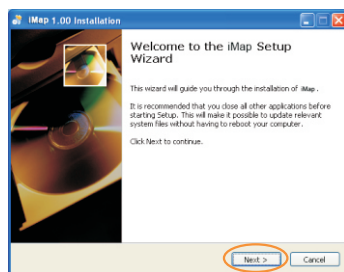 iMap 1.00 Installation
Welcome to the iMap Setup
Wizard
This wizard will guide you through the installation of iMap.
It is recommended that you close all other applications before
starting Setup. This will make it possible to update relevant
system files without having to reboot your computer.
Click Next to continue.
Next > Cancel